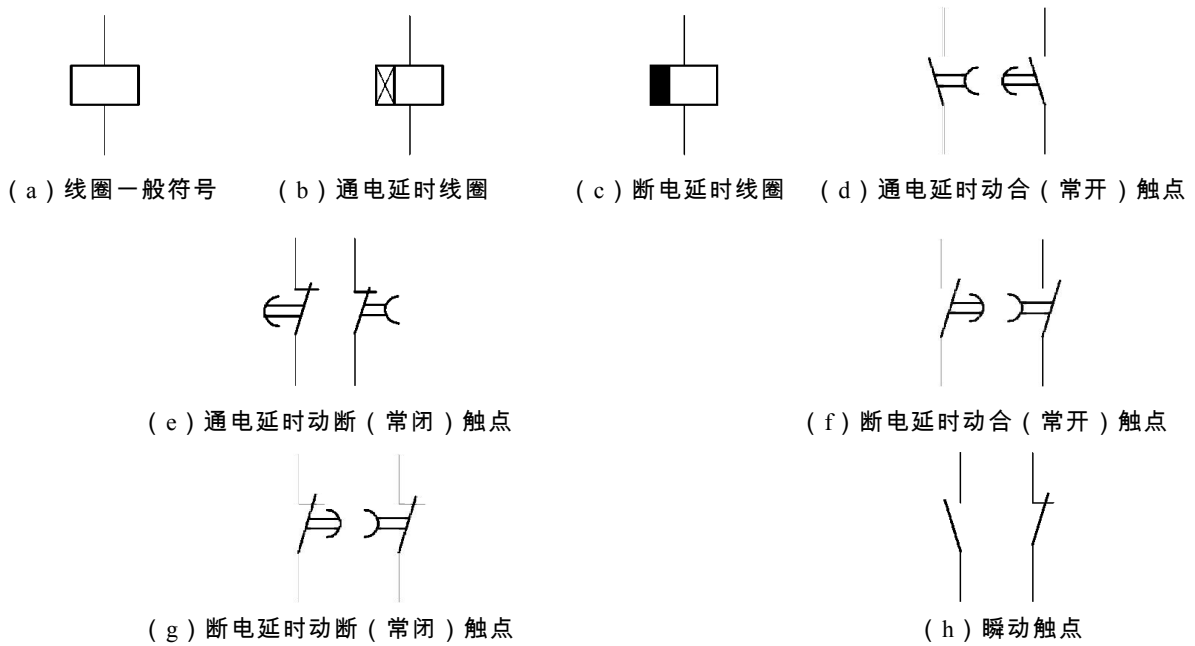 （a）线圈一般符号
（b）通电延时线圈
（c）断电延时线圈
（d）通电延时动合（常开）触点
（e）通电延时动断（常闭）触点
（f）断电延时动合（常开）触点
（g）断电延时动断（常闭）触点
（h）瞬动触点